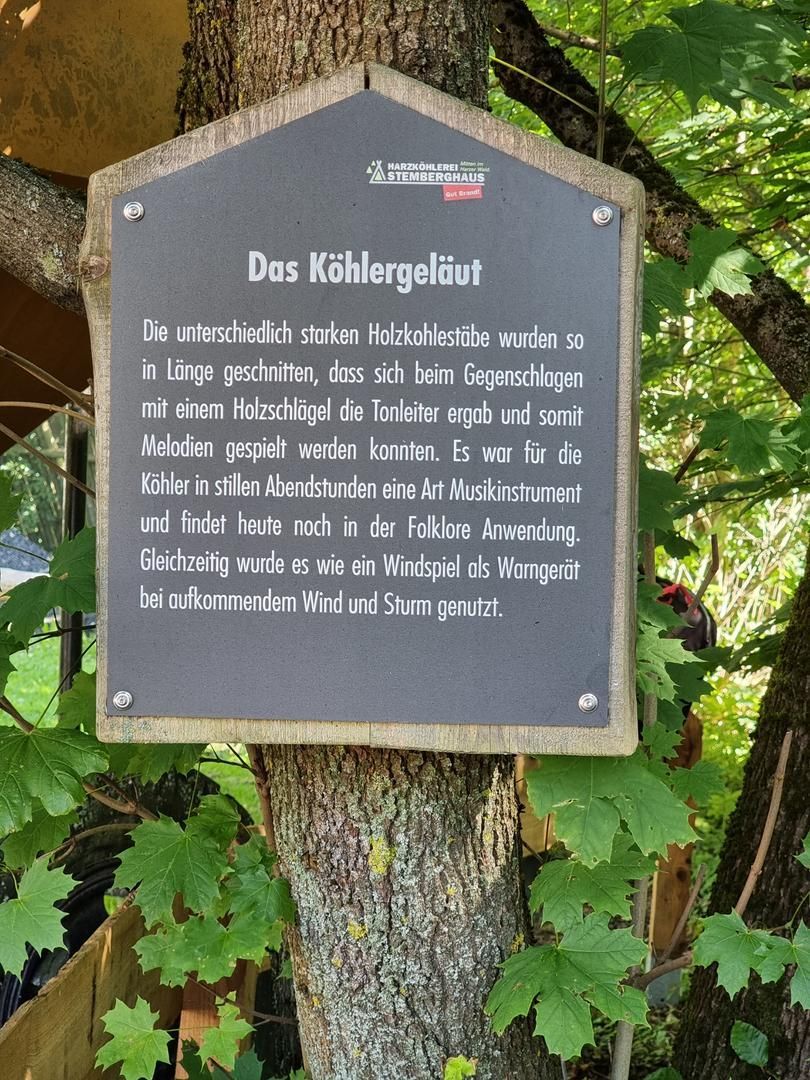 HARZKÖHLEREI
STEMBERGHAUS
Mitten im
Harzer Wald
Gut Brand!
Das Köhlergeläut
Die unterschiedlich starken Holzkohlestäbe wurden so
in Länge geschnitten, dass sich beim Gegenschlagen
mit einem Holzschlägel die Tonleiter ergab und somit
Melodien gespielt werden konnten. Es war für die
Köhler in stillen Abendstunden eine Art Musikinstrument
und findet heute noch in der Folklore Anwendung.
Gleichzeitig wurde es wie ein Windspiel als Warngerät
bei aufkommendem Wind und Sturm genutzt.